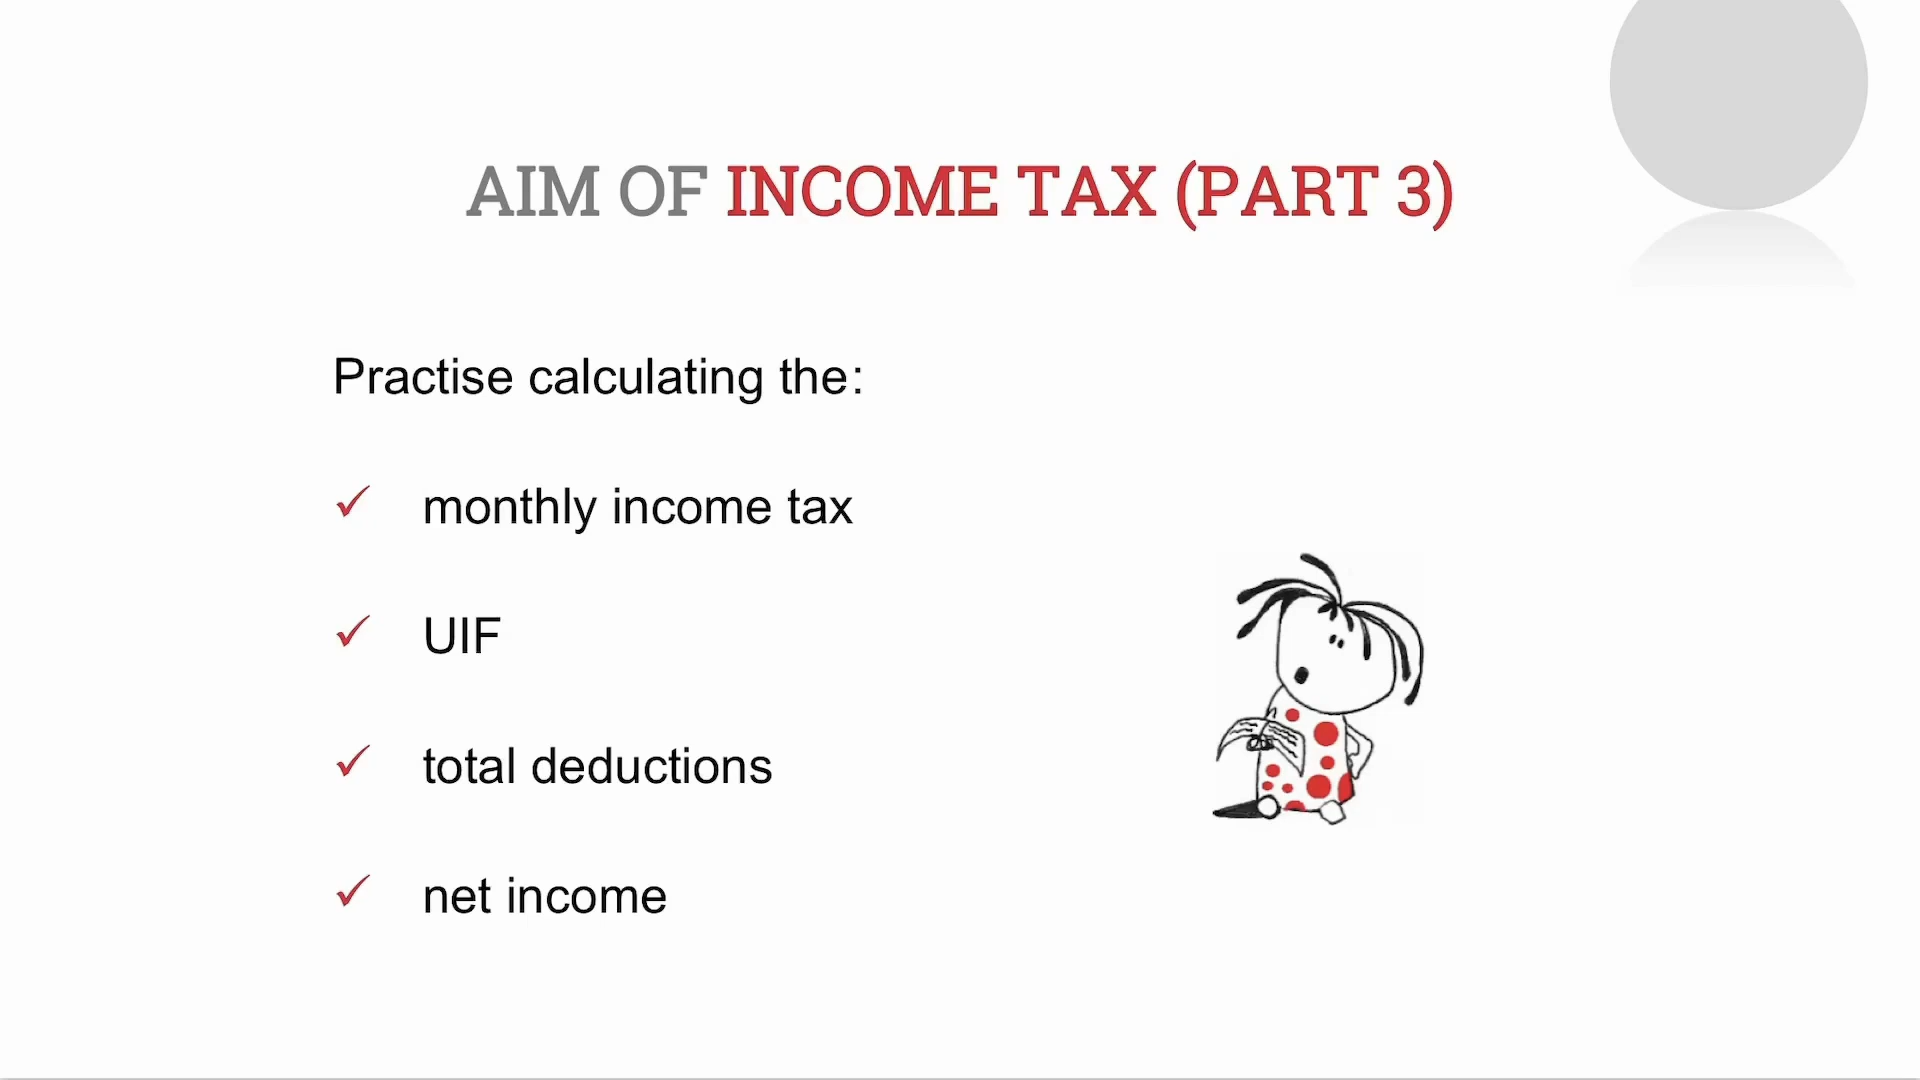 AIM OF INCOME TAX (PART 3)
Practise calculating the:
✓ monthly income tax
✓ UIF
✓ total deductions
✓ net income